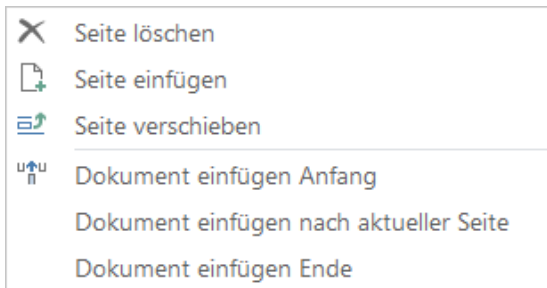 Seite löschen
Seite einfügen
Seite verschieben
Dokument einfügen Anfang
Dokument einfügen nach aktueller Seite
Dokument einfügen Ende